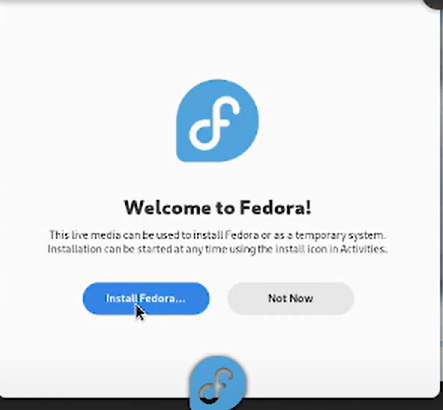 Welcome to Fedora!
This live media can be used to install Fedora or as a temporary system.
Installation can be started at any time using the install icon in Activities.
Install Fedora...
Not Now